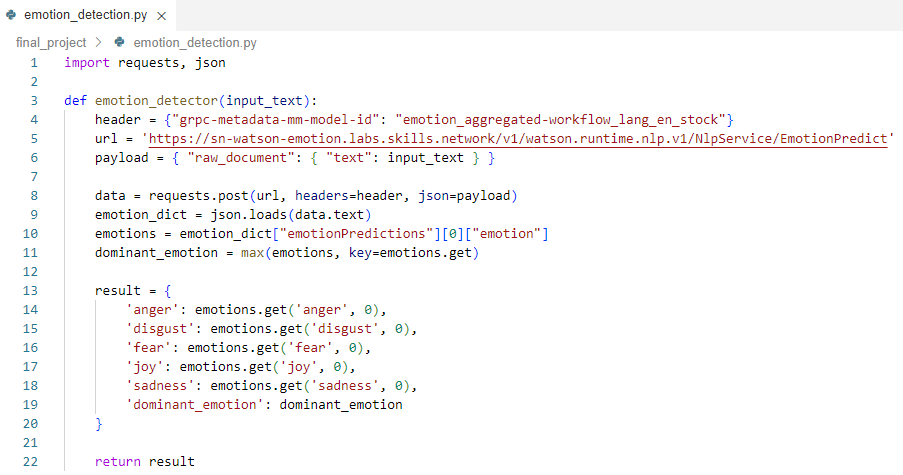 emotion_detection.py ×
final_project > emotion_detection.py
1 import requests, json
2
3 def emotion_detector(input_text):
4     header = {"grpc-metadata-mm-model-id": "emotion_aggregated-workflow_lang_en_stock"}
5     url = 'https://sn-watson-emotion.labs.skills.network/v1/watson.runtime.nlp.v1/NlpService/EmotionPredict'
6     payload = { "raw_document": { "text": input_text } }
7
8     data = requests.post(url, headers=header, json=payload)
9     emotion_dict = json.loads(data.text)
10     emotions = emotion_dict["emotionPredictions"][0]["emotion"]
11     dominant_emotion = max(emotions, key=emotions.get)
12
13     result = {
14         'anger': emotions.get('anger', 0),
15         'disgust': emotions.get('disgust', 0),
16         'fear': emotions.get('fear', 0),
17         'joy': emotions.get('joy', 0),
18         'sadness': emotions.get('sadness', 0),
19         'dominant_emotion': dominant_emotion
20     }
21
22     return result